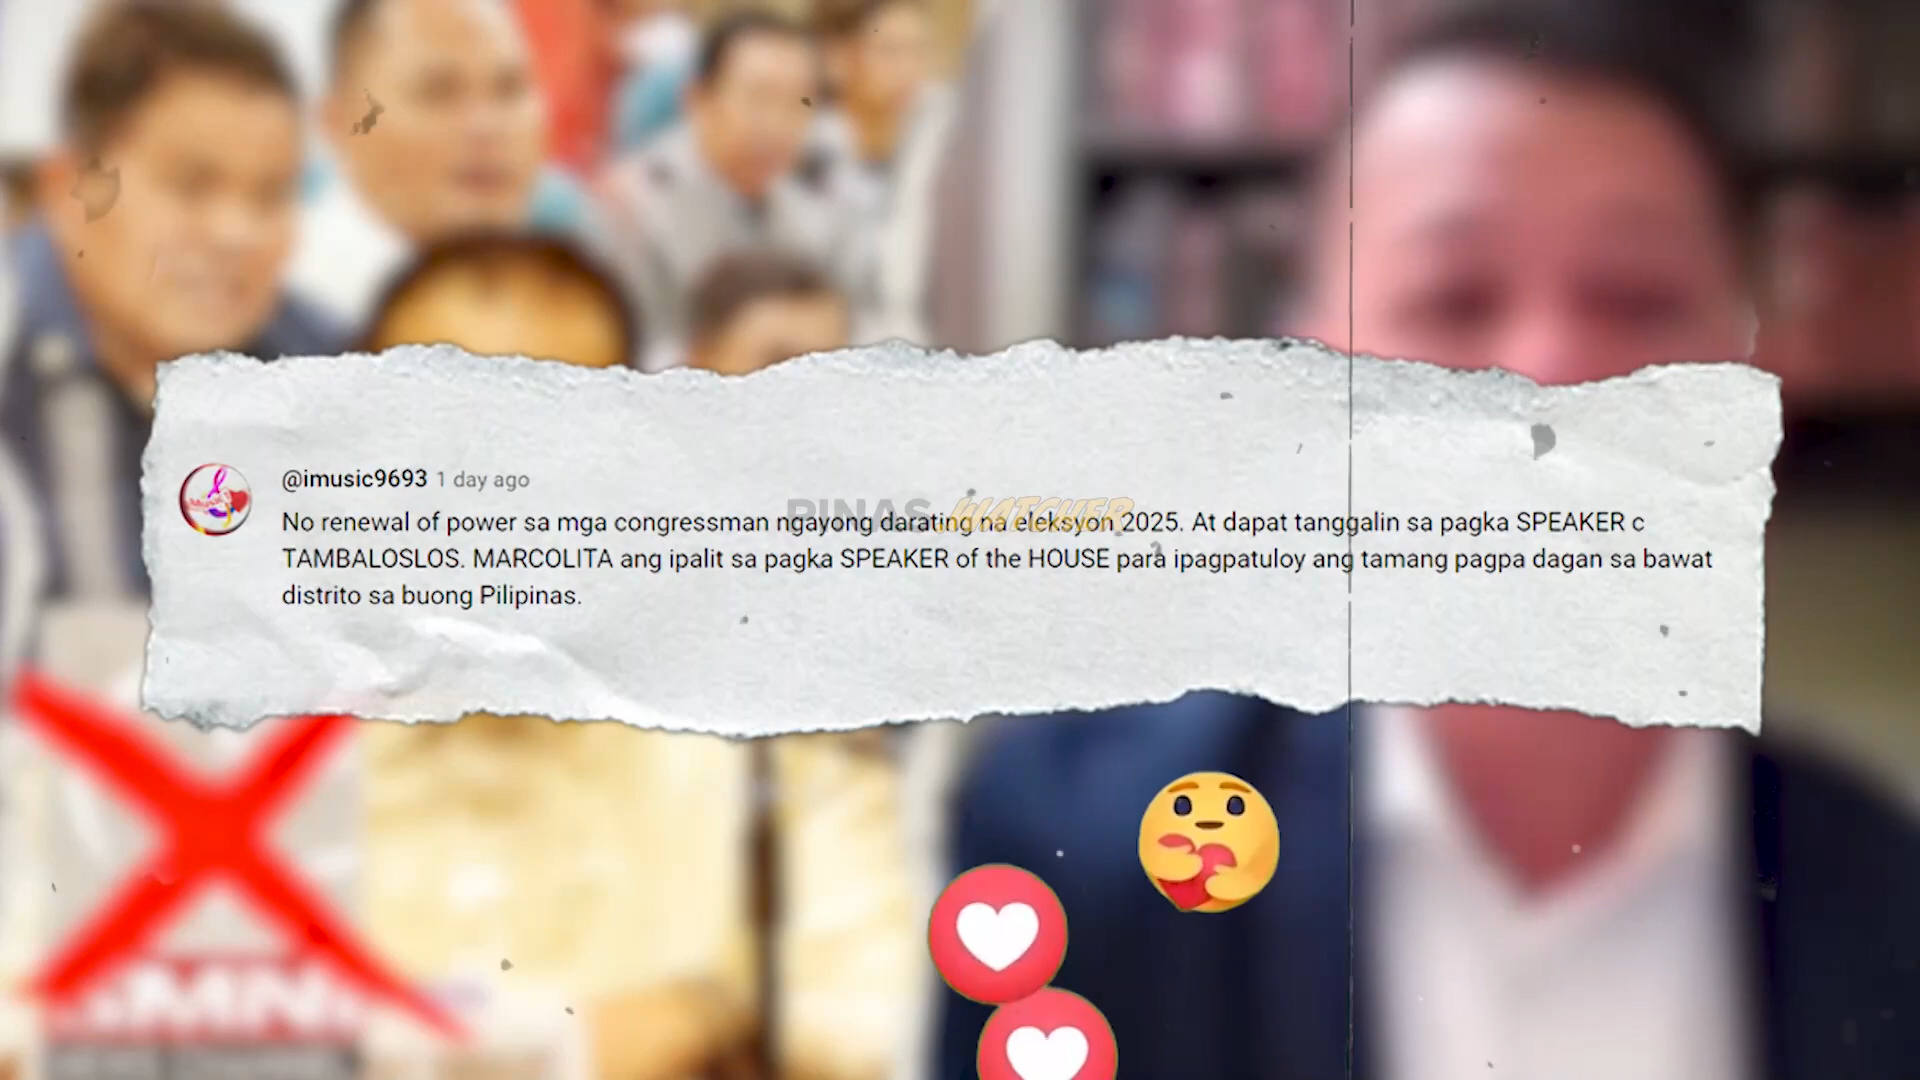 @imusic9693 1 day ago
PINAS WATCHER
No renewal of power sa mga congressman ngayong darating na eleksyon 2025. At dapat tanggalin sa pagka SPEAKER c
TAMBALOSLOS. MARCOLITA ang ipalit sa pagka SPEAKER of the HOUSE para ipagpatuloy ang tamang pagpa dagan sa bawat
distrito sa buong Pilipinas.